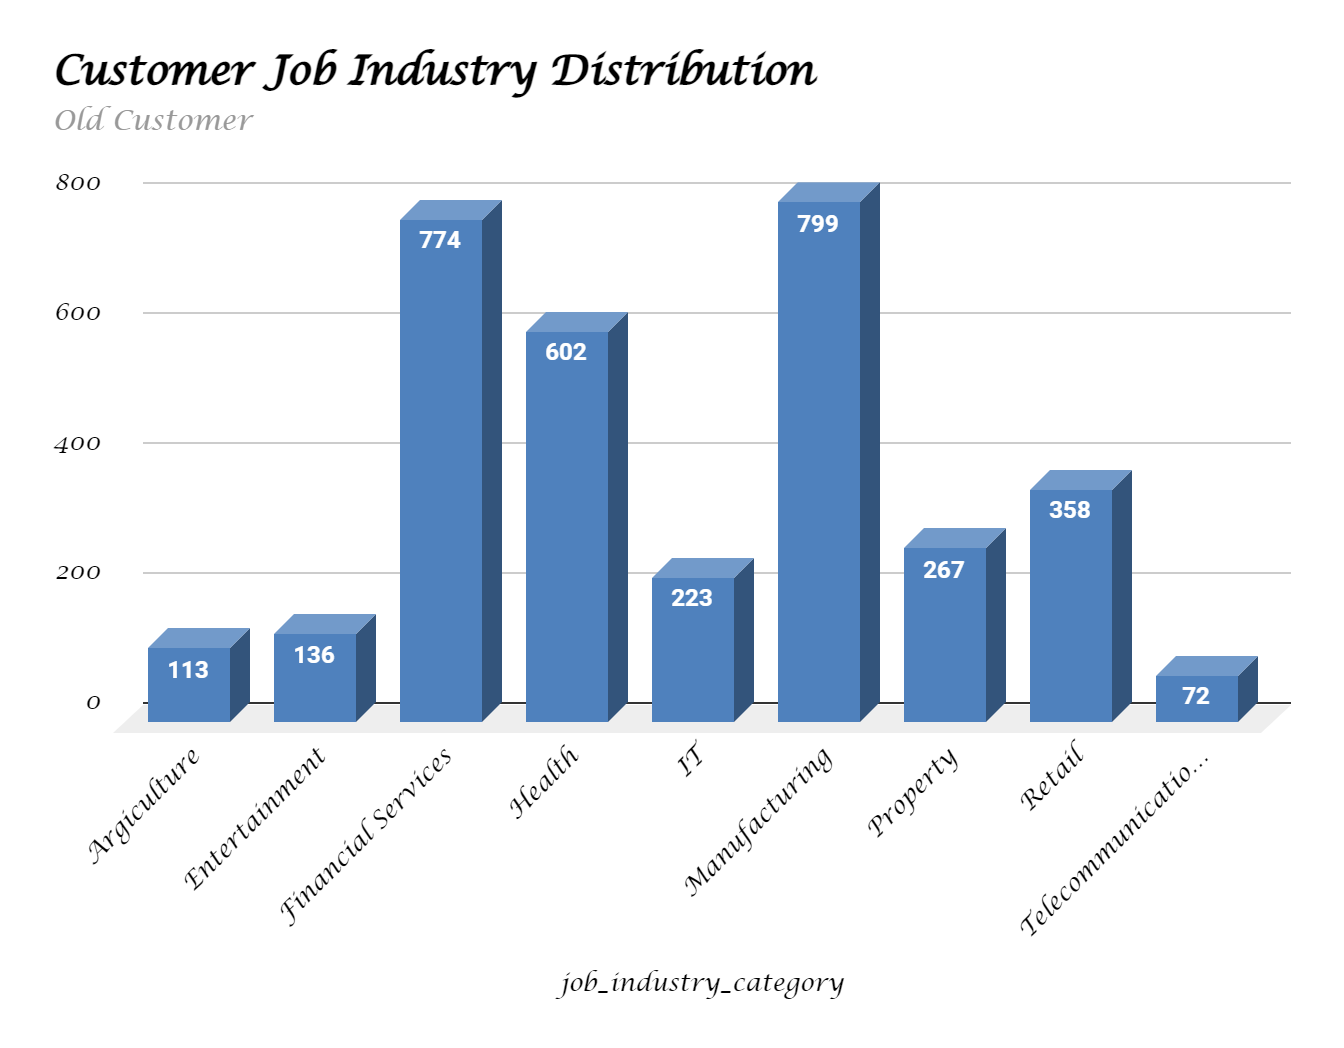 Customer Job Industry Distribution
Old Customer
800
600
400
200
0
774
799
602
358
267
223
136
113
72
Argiculture
Entertainment
Financial Services
Health
IT
Manufacturing
Property
Retail
Telecommunicatio...
job_industry_category